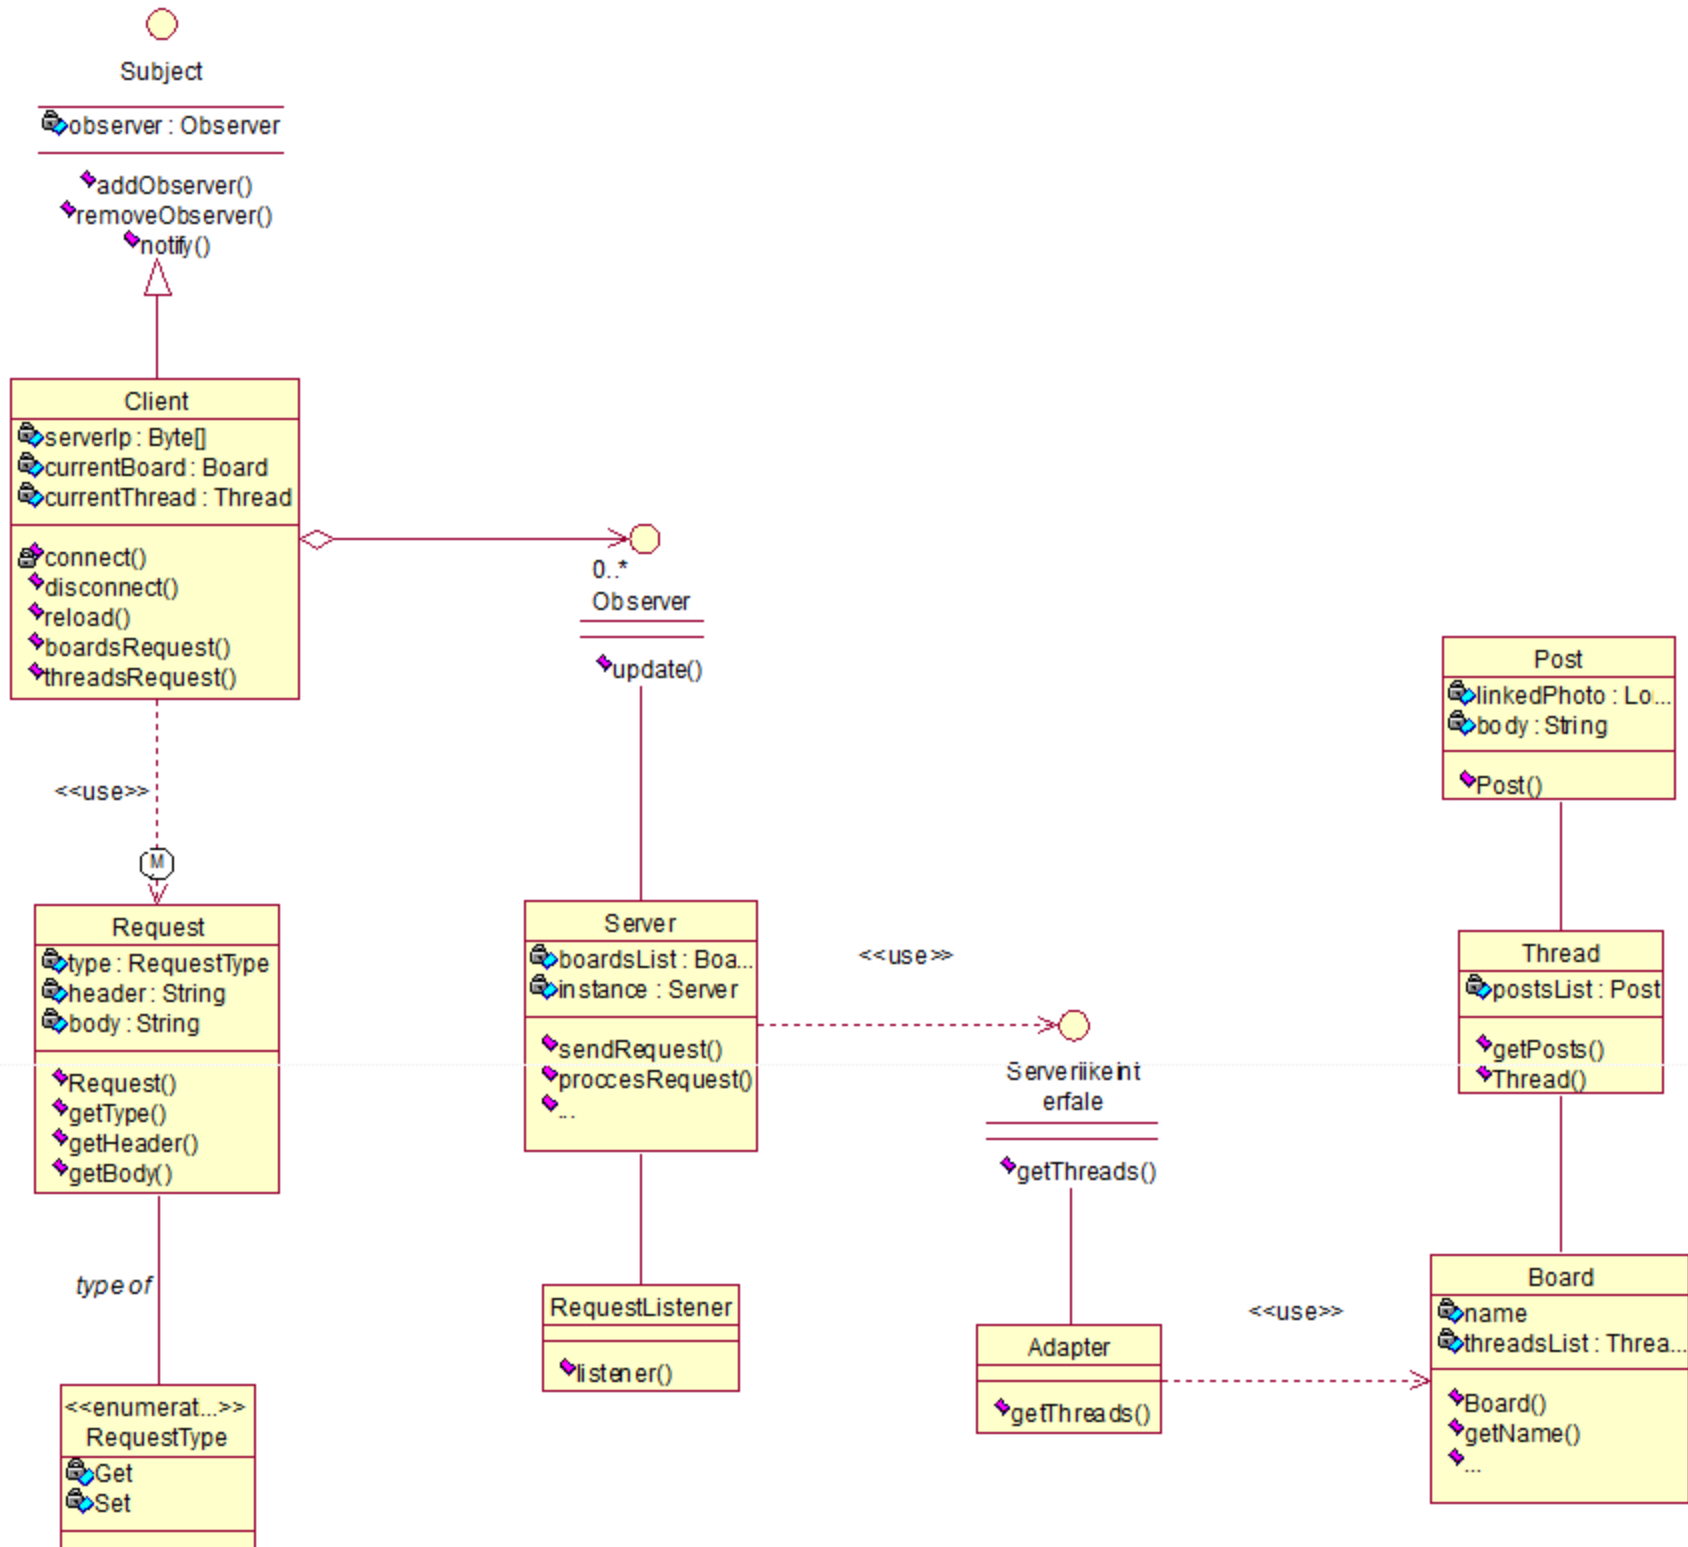 Subject
observer : Observer
addObserver()
removeObserver()
notify()
Client
serverIp : Byte[]
currentBoard : Board
currentThread : Thread
connect()
disconnect()
reload()
boardsRequest()
threadsRequest()
0..*
Observer
update()
<<use>>
M
Request
type : RequestType
header : String
body : String
Request()
getType()
getHeader()
getBody()
type of
<<enumerat...>>
RequestType
Get
Set
Server
boardsList : Boa...
instance : Server
sendRequest()
proccesRequest()
...
RequestListener
listener()
<<use>>
Serverlikeint
erfale
getThreads()
Adapter
getThreads()
<<use>>
Post
linkedPhoto : Lo...
body : String
Post()
Thread
postsList : Post
getPosts()
Thread()
Board
name
threadsList : Threa...
Board()
getName()
...